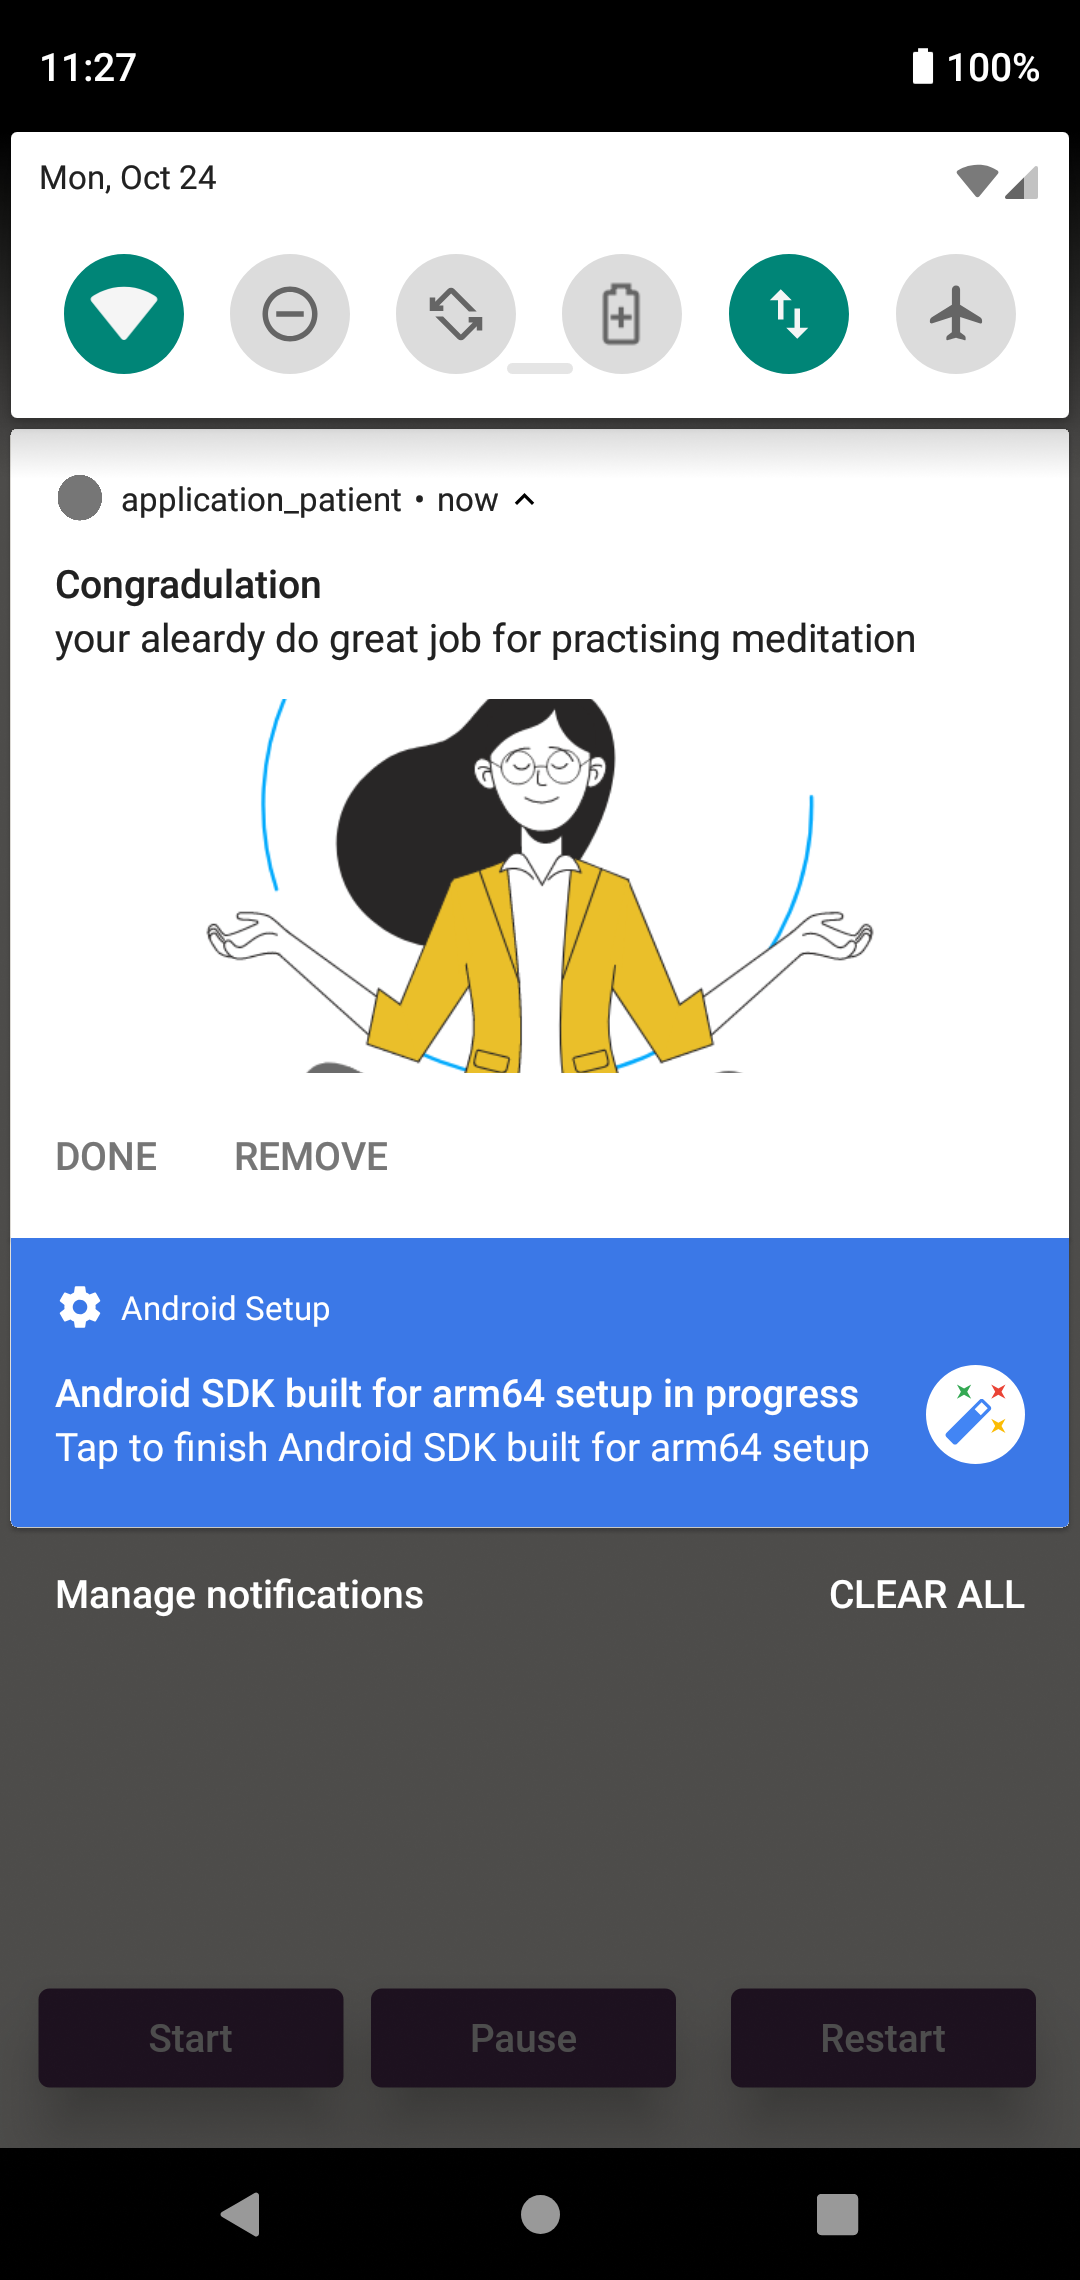 11:27 100%
Mon, Oct 24
application_patient • now
Congradulation
your aleardy do great job for practising meditation
DONE REMOVE
Android Setup
Android SDK built for arm64 setup in progress
Tap to finish Android SDK built for arm64 setup
Manage notifications CLEAR ALL
Start Pause Restart